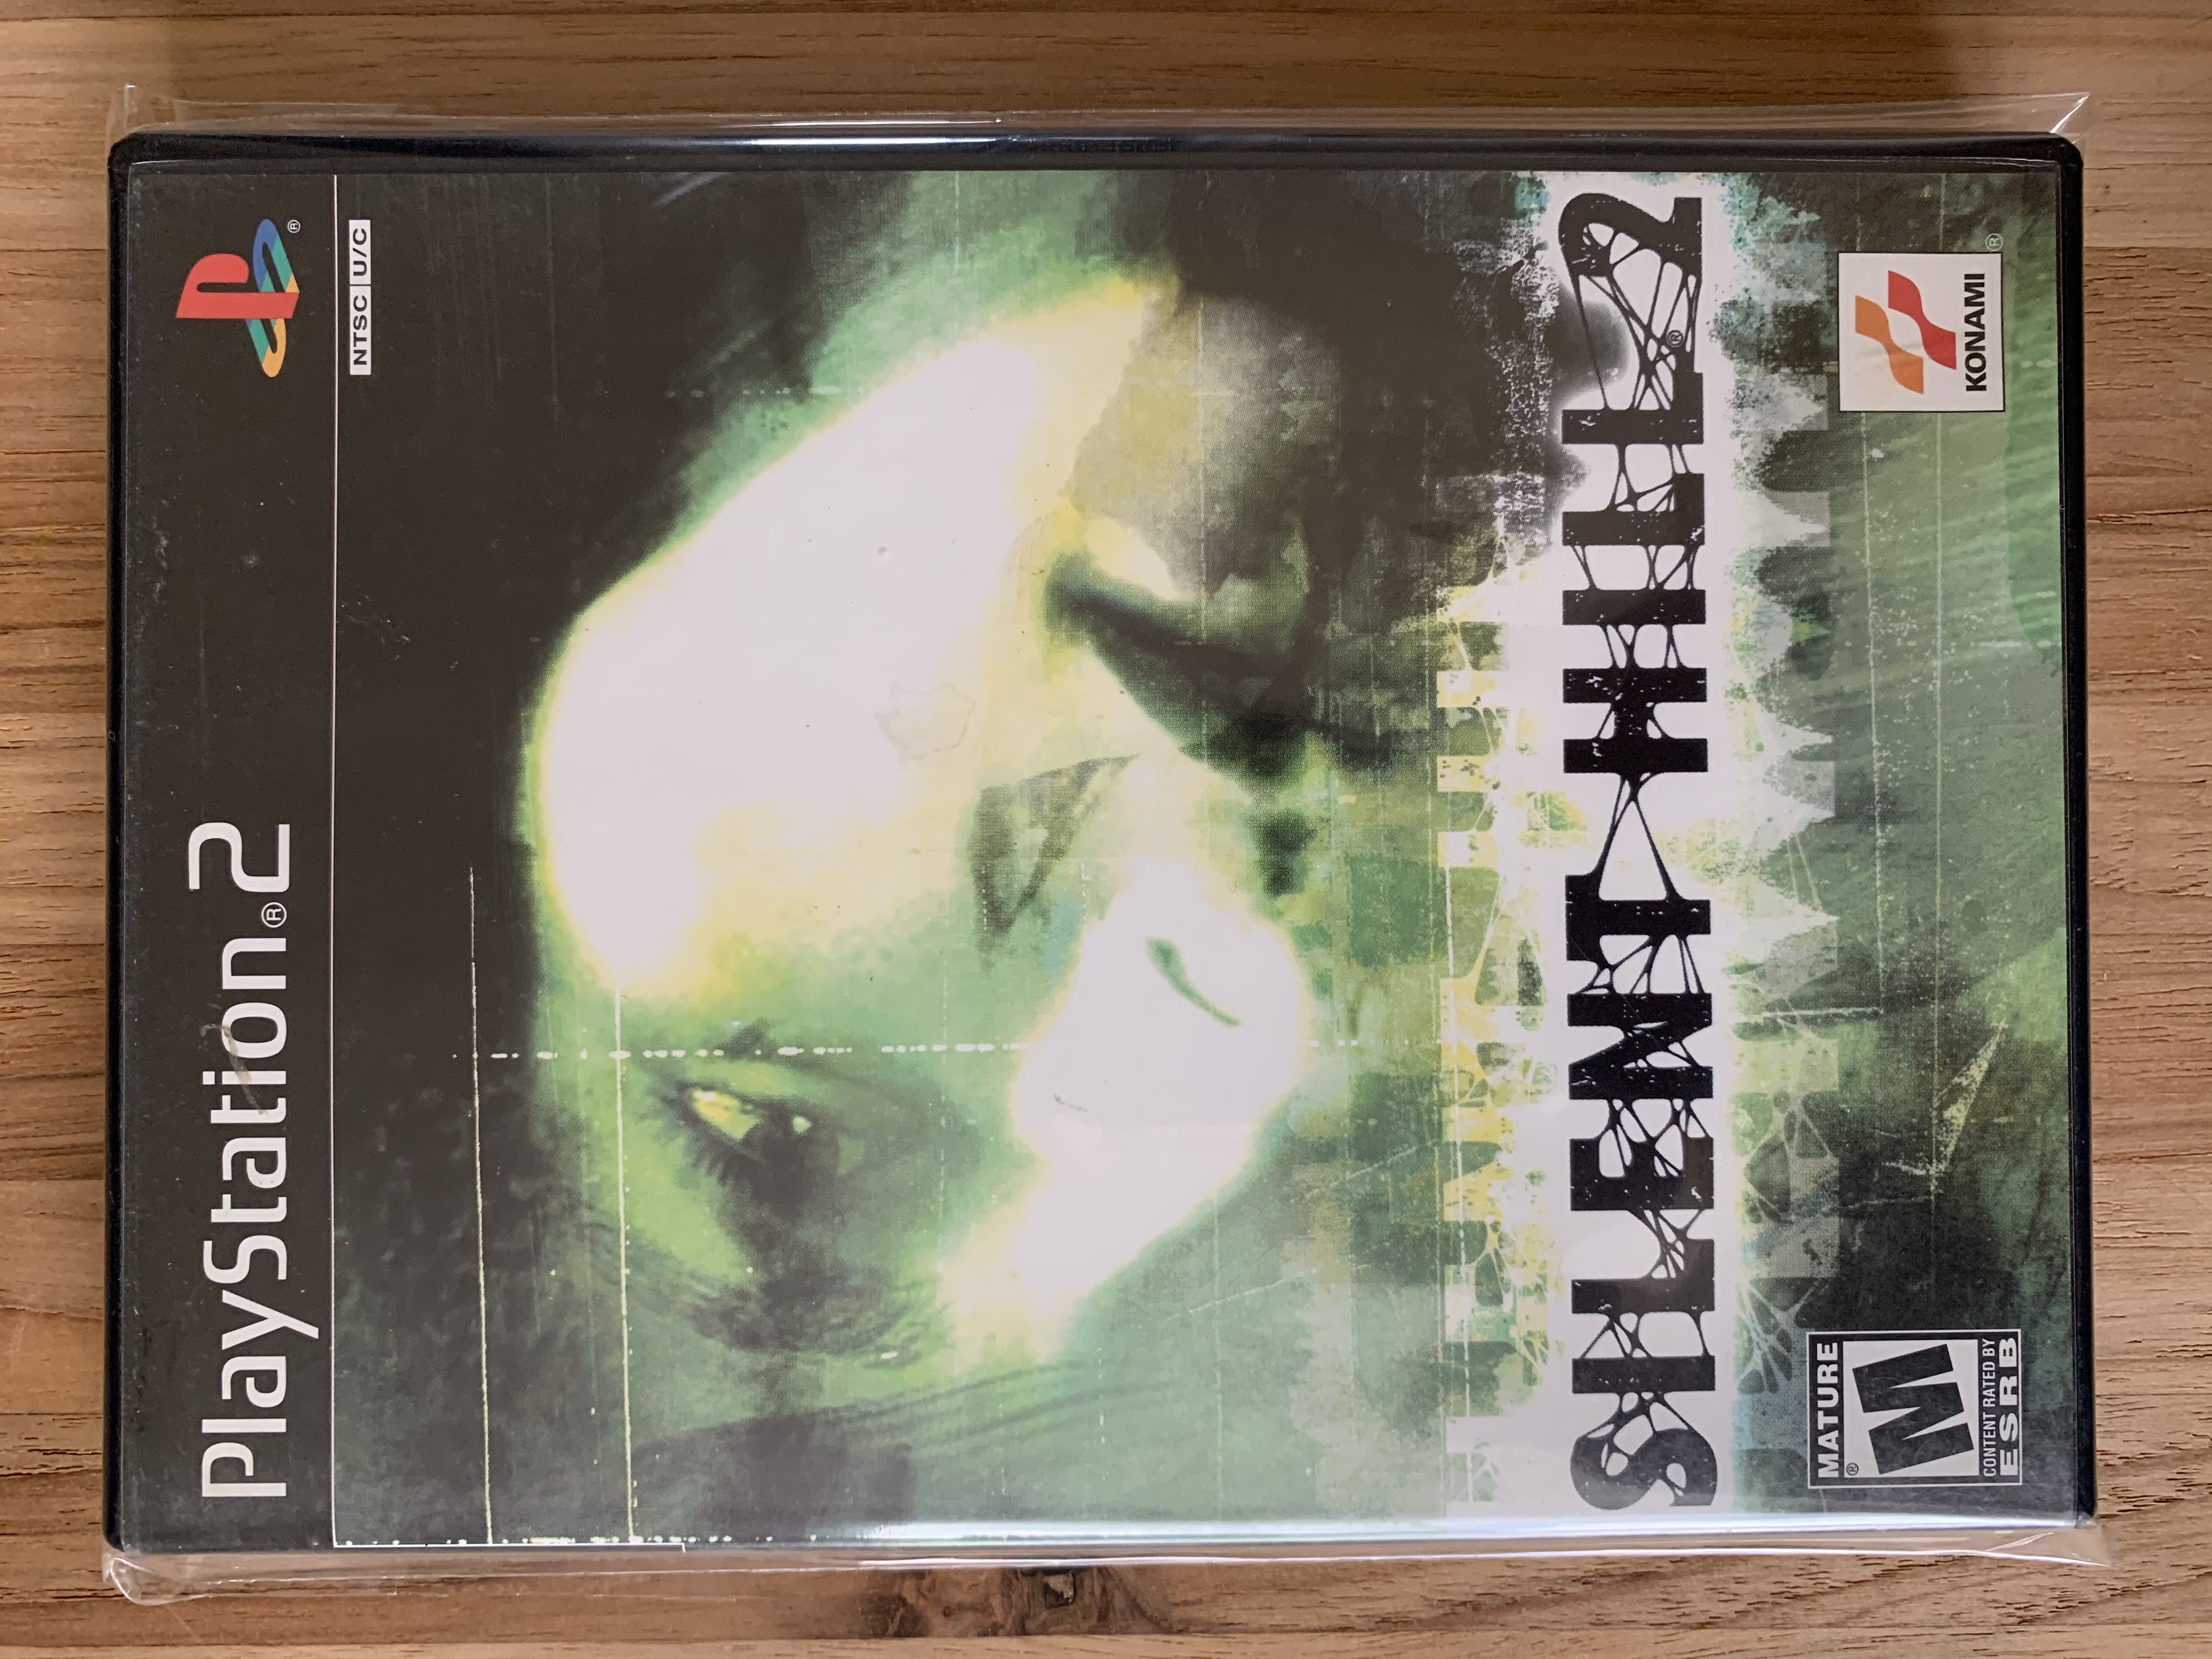 PlayStation®2
®
NTSC U/C
SILENT HILL 2
®
MATURE
M
®
CONTENT RATED BY
ESRB
®
KONAMI